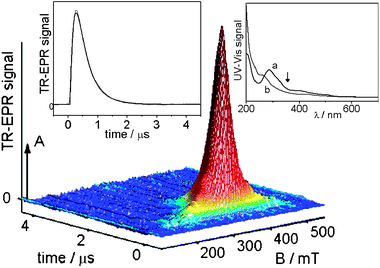 TR-EPR signal
0
0 1 2 3 4
time / μs
UV-Vis signal
a
b
200 400 600
λ / nm
TR-EPR signal
A
0
4
2
0
time / μs
200
300
400
500
B / mT